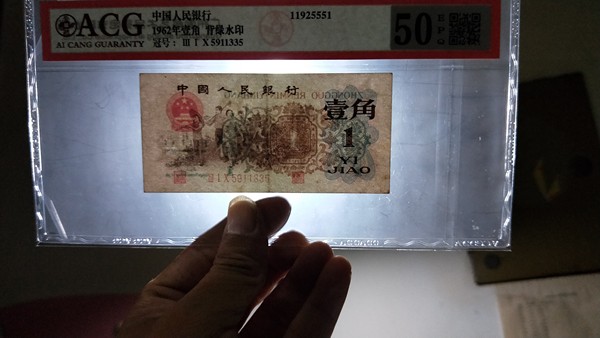 ACG
AI CANG GUARANTY
中国人民银行
1962年壹角 背绿水印
冠号: III I X 5911335
11925551
50
EPQ
中國人民銀行
壹角
1
YI
JIAO
III I X 5911335